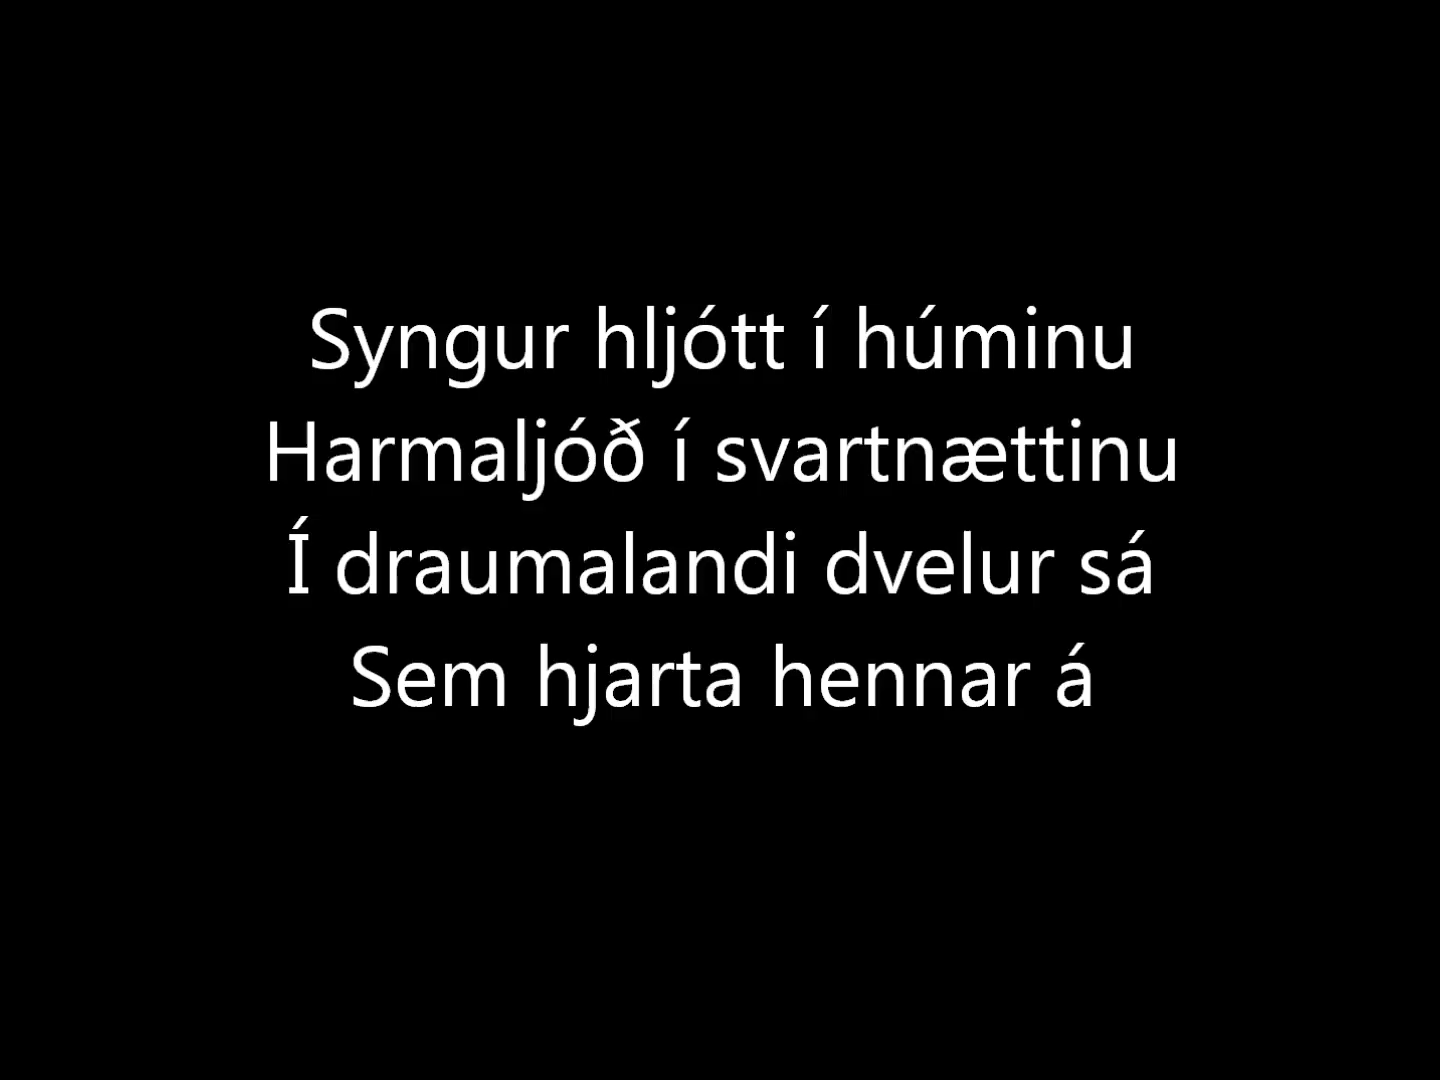 Syngur hljótt í húminu
Harmaljóð í svartnættinu
Í draumalandi dvelur sá
Sem hjarta hennar á